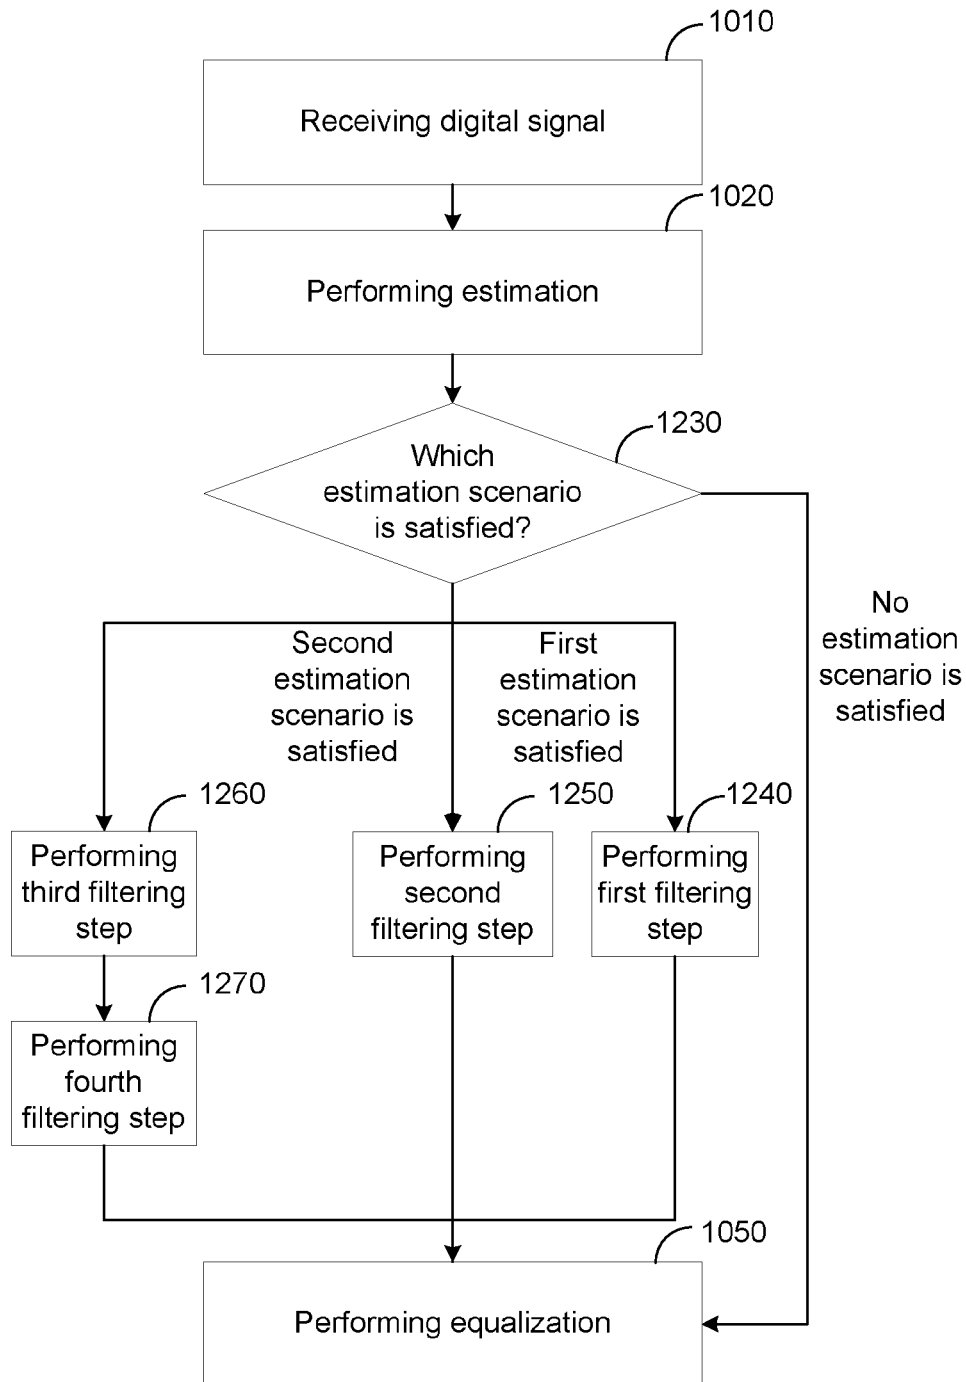 1010
Receiving digital signal
1020
Performing estimation
1230
Which
estimation scenario
is satisfied?
No
estimation
scenario is
satisfied
Second
estimation
scenario is
satisfied
First
estimation
scenario is
satisfied
1260
Performing
third filtering
step
1250
Performing
second
filtering step
1240
Performing
first filtering
step
1270
Performing
fourth
filtering step
1050
Performing equalization